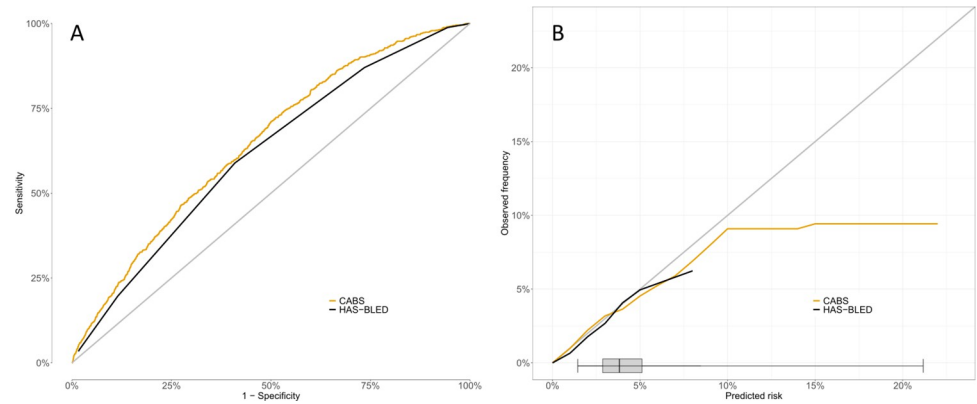 A
100%
75%
50%
25%
0%
Sensitivity
CABS
HAS-BLED
0%
25%
50%
75%
100%
1 − Specificity
B
20%
15%
10%
5%
0%
Observed frequency
CABS
HAS-BLED
0%
5%
10%
15%
20%
Predicted risk